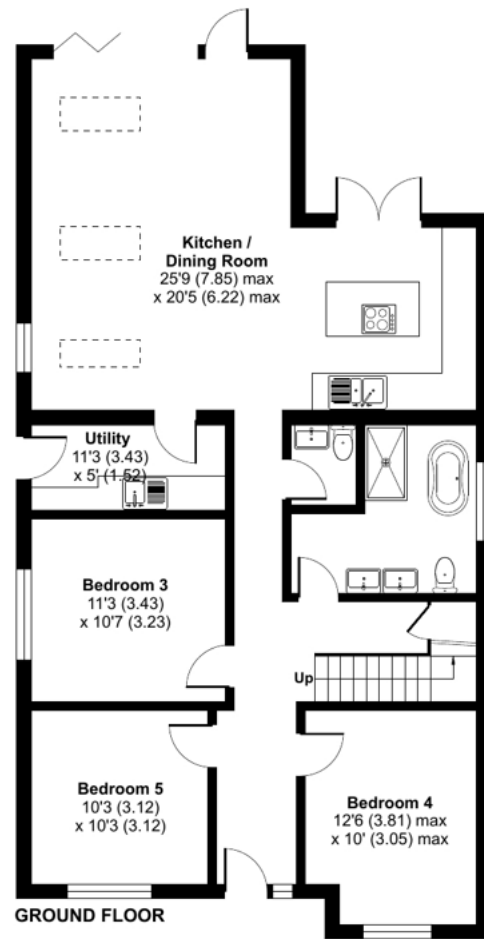 Kitchen /
Dining Room
25'9 (7.85) max
x 20'5 (6.22) max
Utility
11'3 (3.43)
x 5' (1.52)
Bedroom 3
11'3 (3.43)
x 10'7 (3.23)
Up
Bedroom 5
10'3 (3.12)
x 10'3 (3.12)
Bedroom 4
12'6 (3.81) max
x 10' (3.05) max
GROUND FLOOR